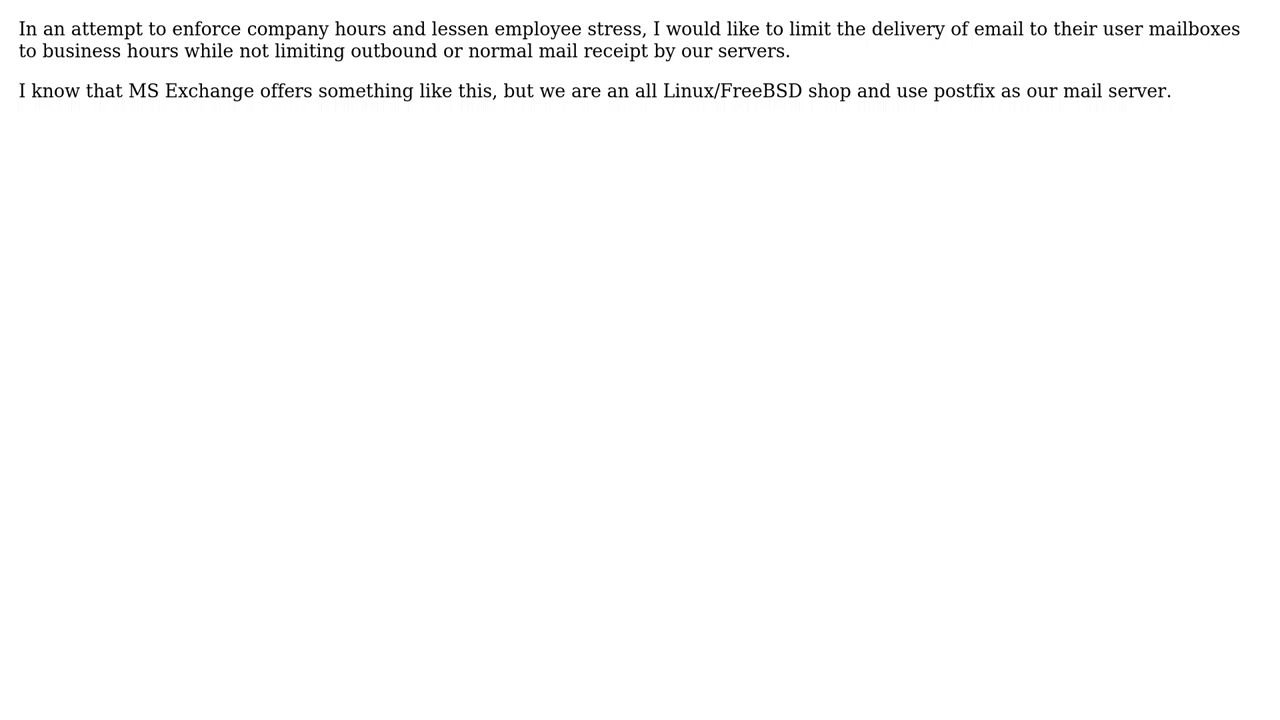 In an attempt to enforce company hours and lessen employee stress, I would like to limit the delivery of email to their user mailboxes
to business hours while not limiting outbound or normal mail receipt by our servers.
I know that MS Exchange offers something like this, but we are an all Linux/FreeBSD shop and use postfix as our mail server.